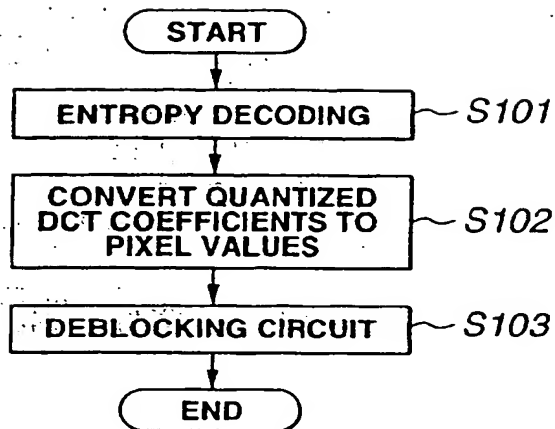 START
ENTROPY DECODING S101
CONVERT QUANTIZED
DCT COEFFICIENTS TO S102
PIXEL VALUES
DEBLOCKING CIRCUIT S103
END